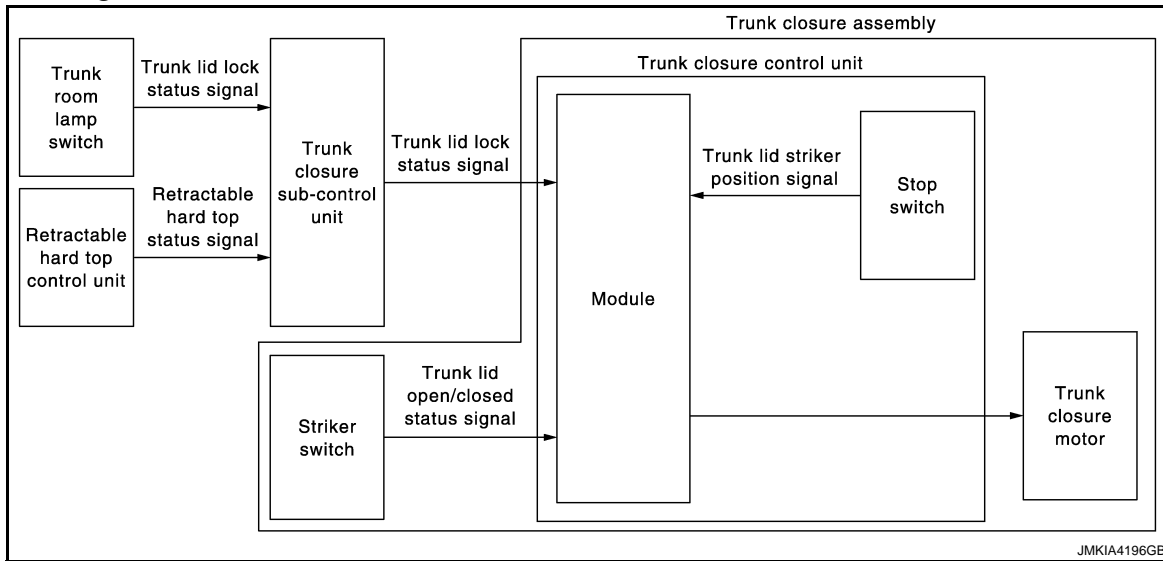 Trunk closure assembly
Trunk closure control unit
Trunk
room
lamp
switch
Trunk lid lock
status signal
Retractable
hard top
control unit
Retractable
hard top
status signal
Trunk
closure
sub-control
unit
Trunk lid lock
status signal
Module
Trunk lid striker
position signal
Stop
switch
Striker
switch
Trunk lid
open/closed
status signal
Trunk
closure
motor
JMKIA4196GB